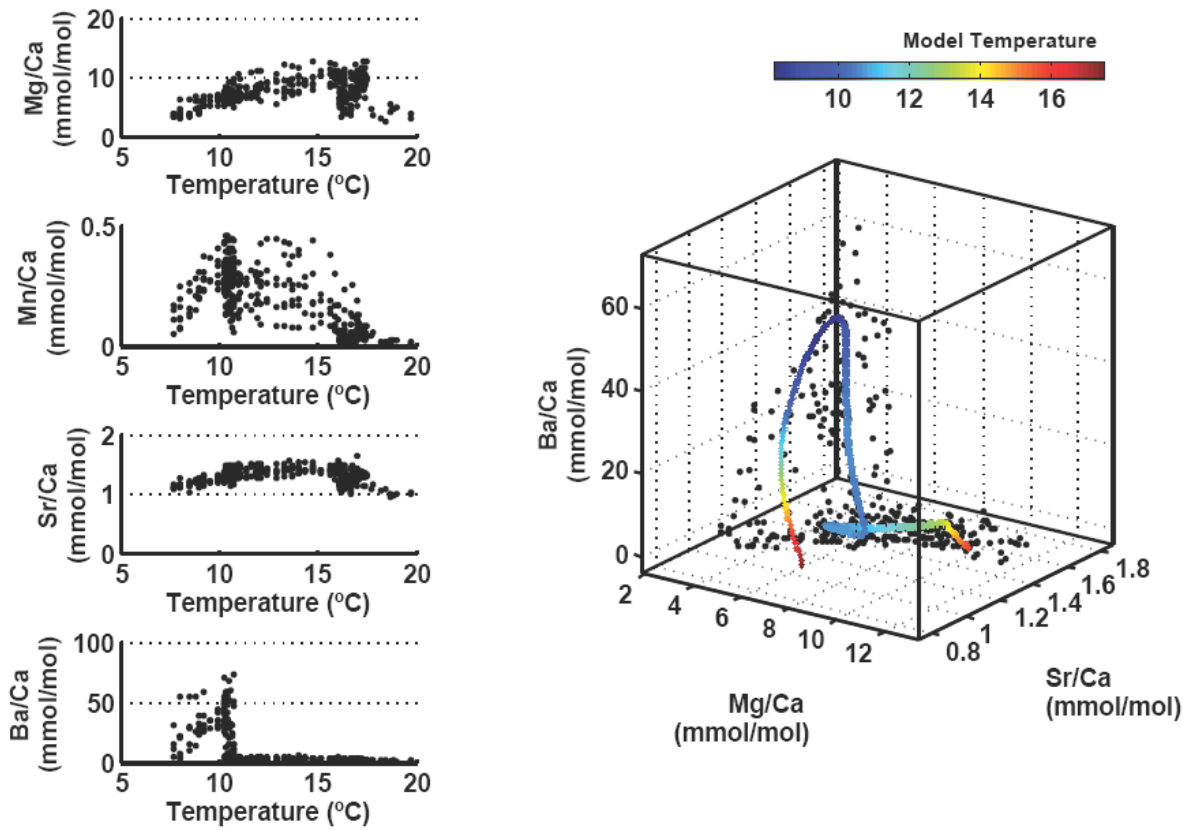 20
10
0
Mg/Ca
(mmol/mol)
5 10 15 20
Temperature (ºC)
0.5
0
Mn/Ca
(mmol/mol)
5 10 15 20
Temperature (ºC)
2
1
0
Sr/Ca
(mmol/mol)
Temperature (ºC)
100
50
0
Ba/Ca
(mmol/mol)
5 10 15 20
Temperature (ºC)
Model Temperature
10 12 14 16
60
40
20
0
Ba/Ca
(mmol/mol)
2 4 6 8 10 12
Mg/Ca
(mmol/mol)
0.8 1 1.2 1.4 1.6 1.8
Sr/Ca
(mmol/mol)